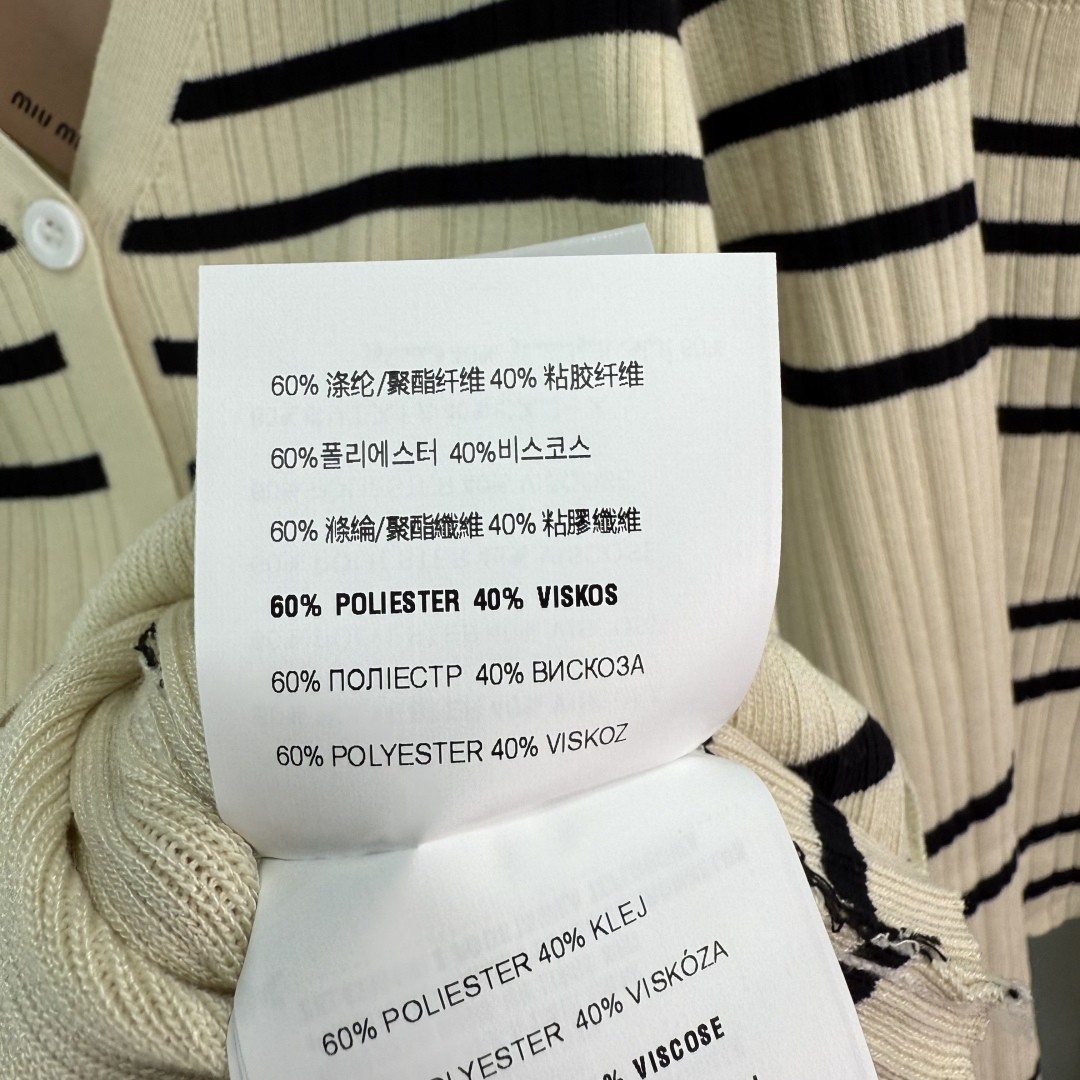 miu
60% 涤纶/聚酯纤维 40% 粘胶纤维
60%폴리에스터 40%비스코스
60% 滌綸/聚酯纖維 40% 粘膠纖維
60% POLIESTER 40% VISKOS
60% ПОЛІЕСТР 40% ВИСКОЗА
60% POLYESTER 40% VISKOZ
60% POLIESTER 40% KLEJ
40% VISKÓZA
VISCOSE